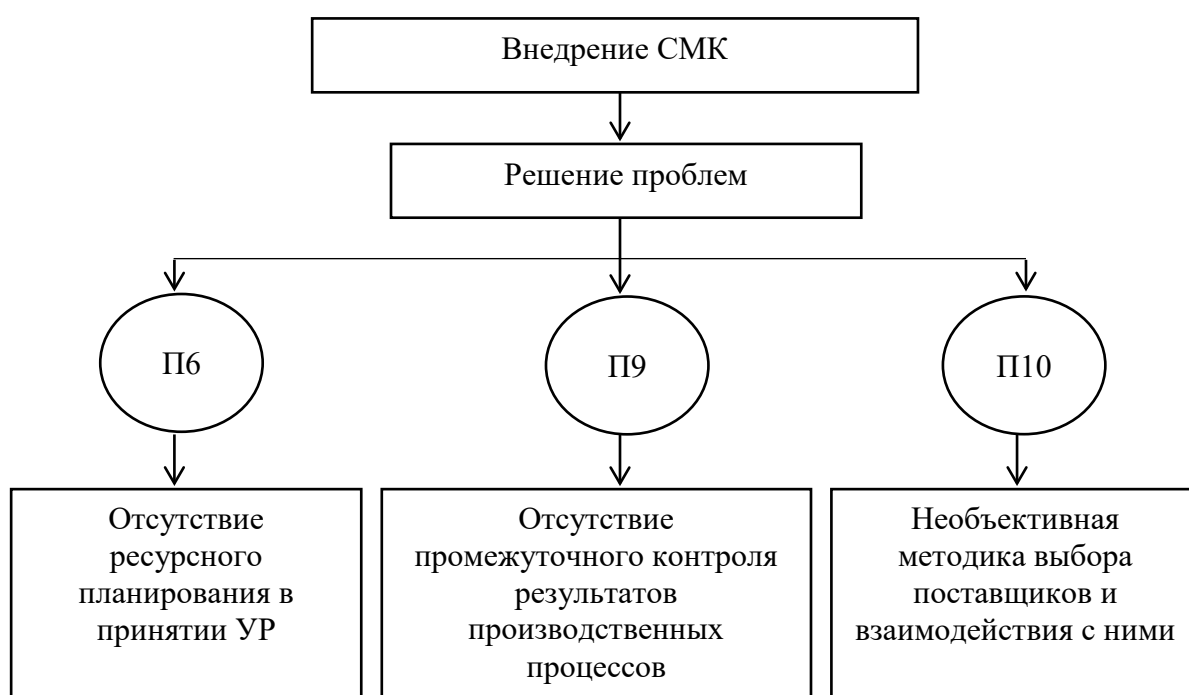 Внедрение СМК
Решение проблем
П6
П9
П10
Отсутствие
ресурсного
планирования в
принятии УР
Отсутствие
промежуточного контроля
результатов
производственных
процессов
Необъективная
методика выбора
поставщиков и
взаимодействия с ними